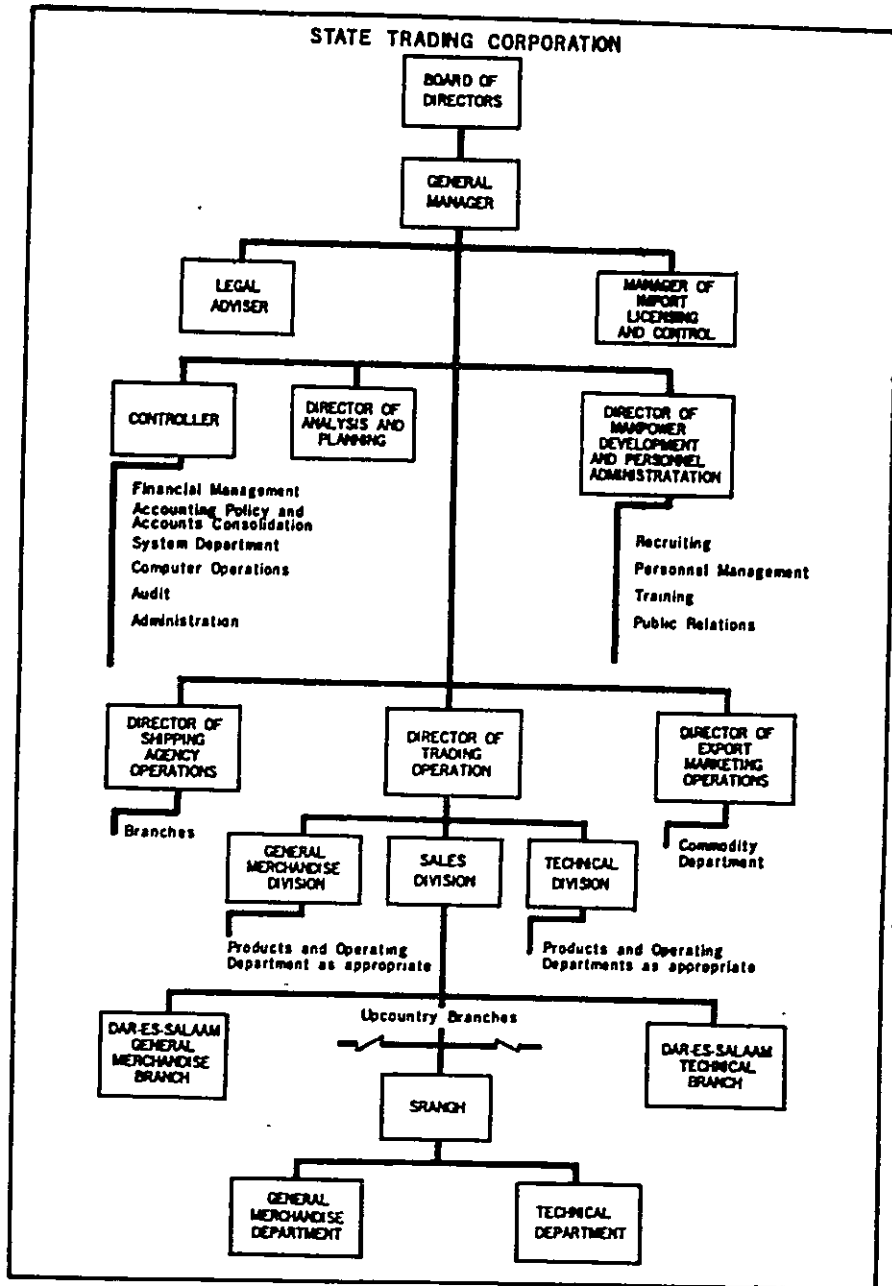 STATE TRADING CORPORATION
BOARD OF
DIRECTORS
GENERAL
MANAGER
LEGAL
ADVISER
MANAGER OF
IMPORT
LICENSING
AND CONTROL
CONTROLLER
DIRECTOR OF
ANALYSIS AND
PLANNING
DIRECTOR OF
MANPOWER
DEVELOPMENT
AND PERSONNEL
ADMINISTRATATION
Financial Management
Accounting Policy and
Accounts Consolidation
System Department
Computer Operations
Audit
Administration
Recruiting
Personnel Management
Training
Public Relations
DIRECTOR OF
SHIPPING
AGENCY
OPERATIONS
DIRECTOR OF
TRADING
OPERATION
DIRECTOR OF
EXPORT
MARKETING
OPERATIONS
Branches
Commodity
Department
GENERAL
MERCHANDISE
DIVISION
SALES
DIVISION
TECHNICAL
DIVISION
Products and Operating
Department as appropriate
Products and Operating
Departments as appropriate
Upcountry Branches
DAR-ES-SALAAM
GENERAL
MERCHANDISE
BRANCH
DAR-ES-SALAAM
TECHNICAL
BRANCH
SRANGH
GENERAL
MERCHANDISE
DEPARTMENT
TECHNICAL
DEPARTMENT